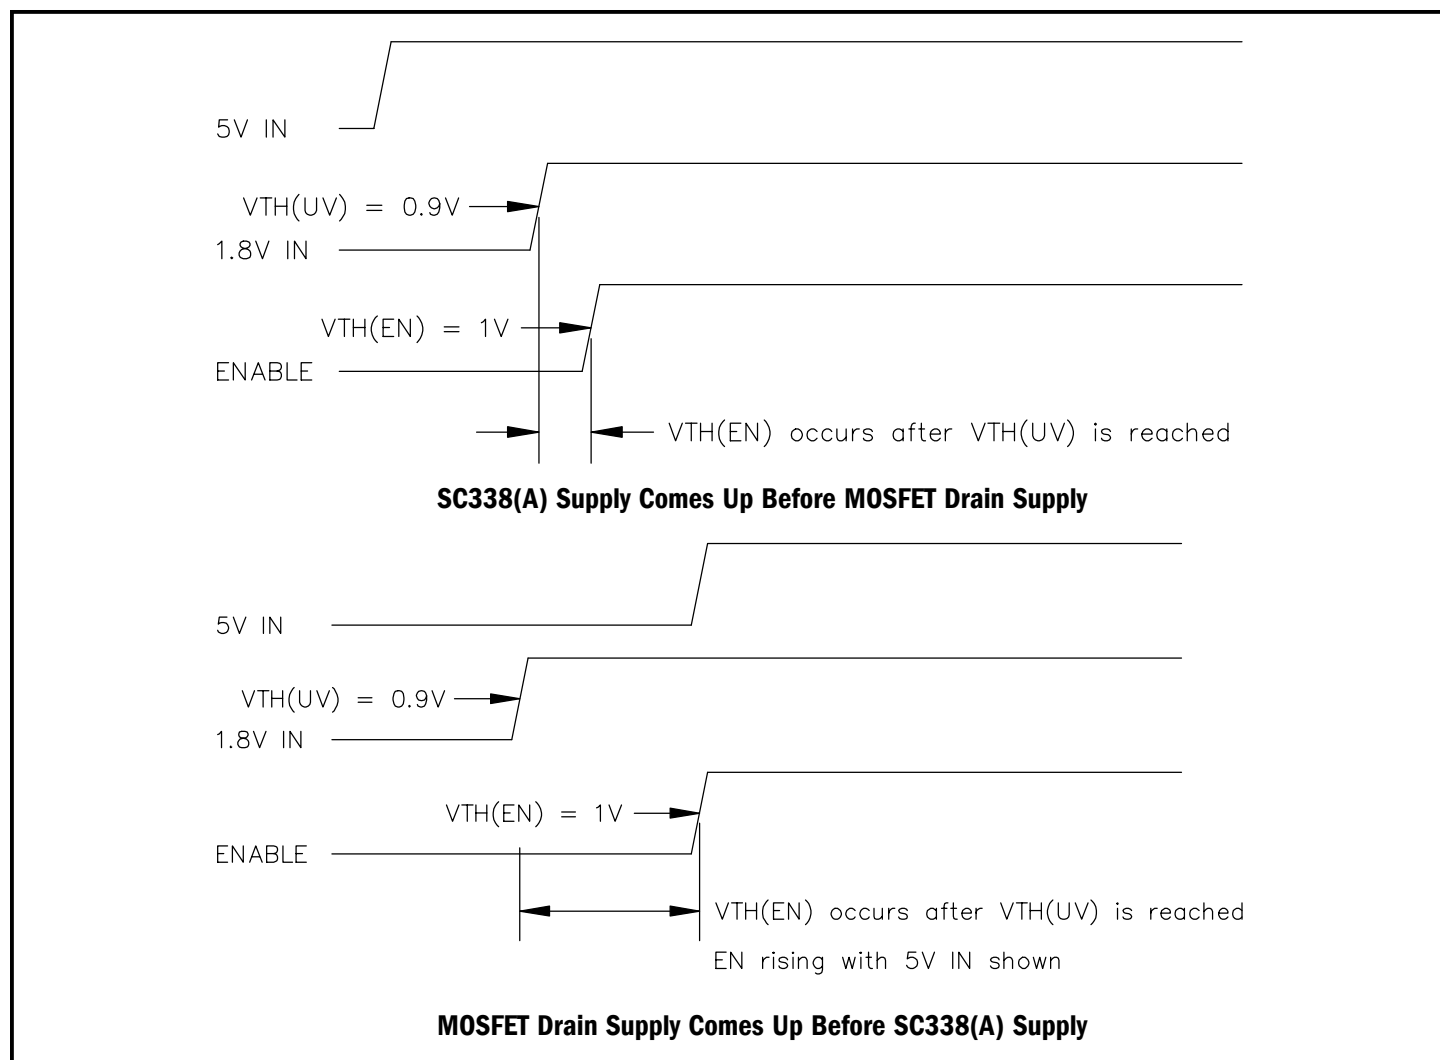 5V IN
VTH(UV) = 0.9V
1.8V IN
VTH(EN) = 1V
ENABLE
VTH(EN) occurs after VTH(UV) is reached
SC338(A) Supply Comes Up Before MOSFET Drain Supply
5V IN
VTH(UV) = 0.9V
1.8V IN
VTH(EN) = 1V
ENABLE
VTH(EN) occurs after VTH(UV) is reached
EN rising with 5V IN shown
MOSFET Drain Supply Comes Up Before SC338(A) Supply